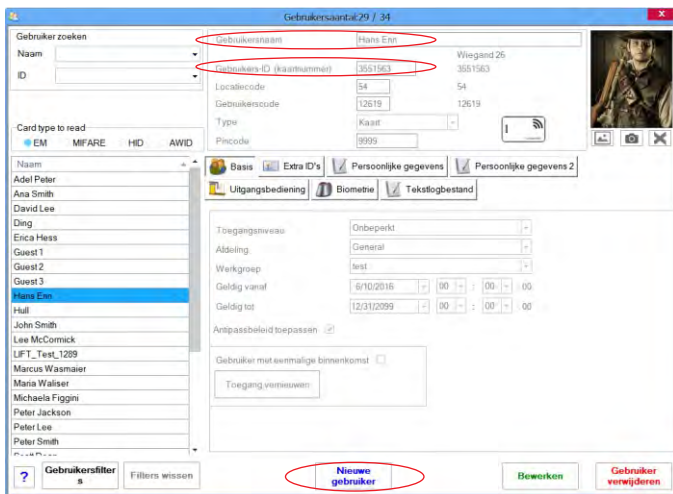 Gebruikersaantal:29 / 34
x
Gebruiker zoeken
Naam
ID
Card type to read
EM MIFARE HID AWID
Gebruikersnaam Hans Enn
Wiegand 26
Gebruikers-ID (kaartnummer) 3551563 3551563
Locatiecode 54 54
Gebruikerscode 12619 12619
Type Kaart
1
Pincode 9999
Naam
Adel Peter
Ana Smith
David Lee
Ding
Erica Hess
Guest 1
Guest 2
Guest 3
Hans Enn
Hull
John Smith
Lee McCormick
LIFT_Test_1289
Marcus Wasmaier
Maria Waliser
Michaela Figgini
Peter Jackson
Peter Lee
Peter Smith
Basis Extra ID's Persoonlijke gegevens Persoonlijke gegevens 2
Uitgangsbediening Biometrie Tekstlogbestand
Toegangsniveau Onbeperkt
Afdeling General
Werkgroep test
Geldig vanaf 6/10/2016 00 : 00 : 00
Geldig tot 12/31/2099 00 : 00 : 00
Antipassbeleid toepassen
Gebruiker met eenmalige binnenkomst
Toegang vernieuwen
?
Gebruikersfilter
s
Filters wissen
Nieuwe
gebruiker
Bewerken
Gebruiker
verwijderen